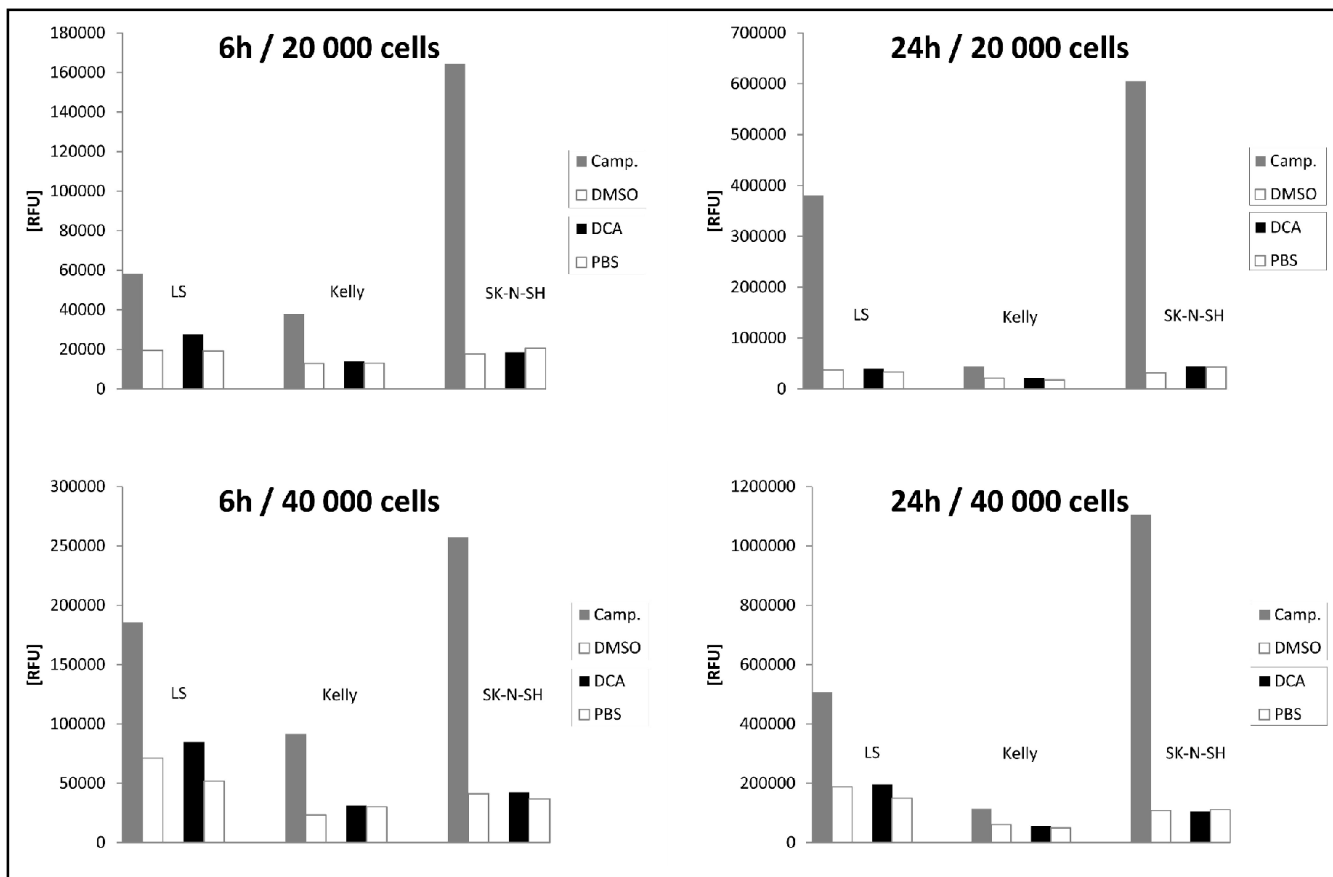 6h / 20 000 cells
[RFU]
180000
160000
140000
120000
100000
80000
60000
40000
20000
0
LS
Kelly
SK-N-SH
Camp.
DMSO
DCA
PBS
24h / 20 000 cells
[RFU]
700000
600000
500000
400000
300000
200000
100000
0
LS
Kelly
SK-N-SH
Camp.
DMSO
DCA
PBS
6h / 40 000 cells
[RFU]
300000
250000
200000
150000
100000
50000
0
LS
Kelly
SK-N-SH
Camp.
DMSO
DCA
PBS
24h / 40 000 cells
[RFU]
1200000
1000000
800000
600000
400000
200000
0
LS
Kelly
SK-N-SH
Camp.
DMSO
DCA
PBS